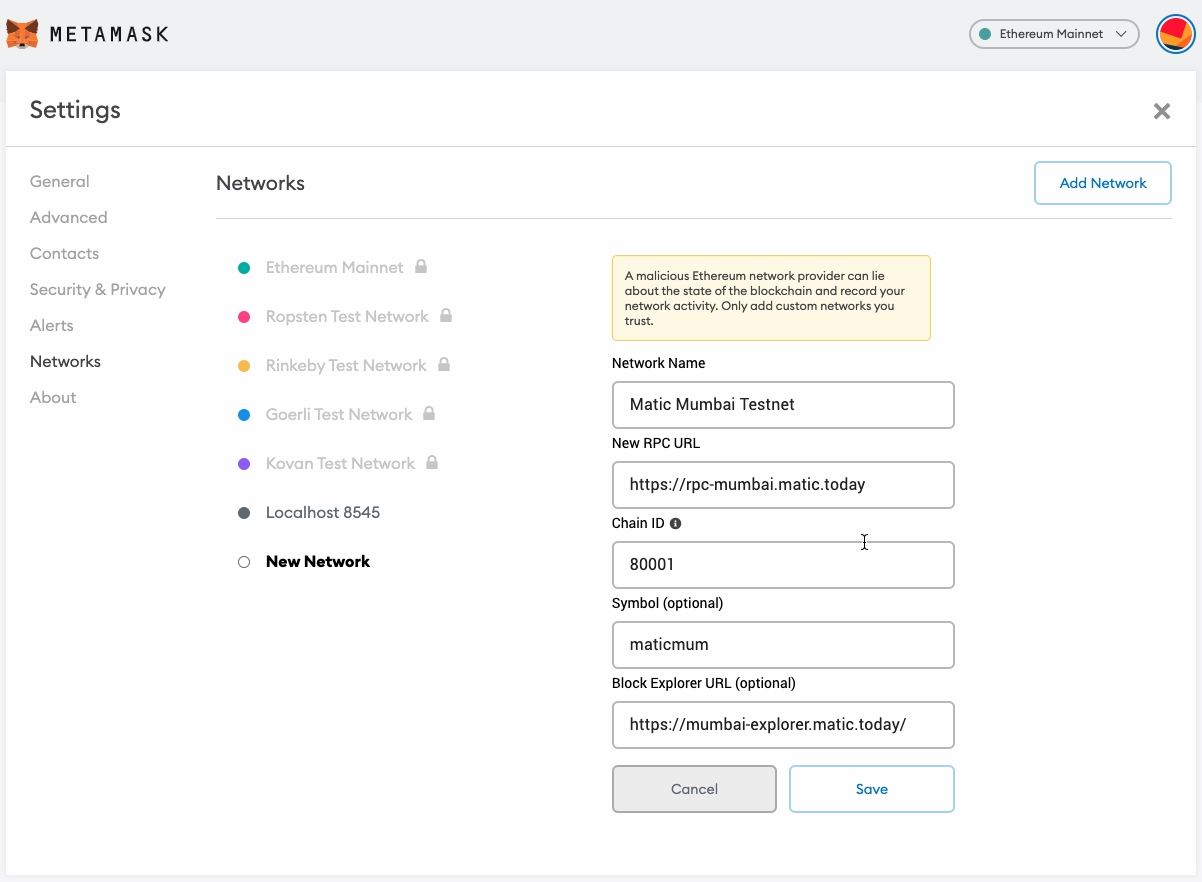 METAMASK
Ethereum Mainnet
Settings
General
Advanced
Contacts
Security & Privacy
Alerts
Networks
About
Networks
Add Network
Ethereum Mainnet
Ropsten Test Network
Rinkeby Test Network
Goerli Test Network
Kovan Test Network
Localhost 8545
New Network
A malicious Ethereum network provider can lie
about the state of the blockchain and record your
network activity. Only add custom networks you
trust.
Network Name
Matic Mumbai Testnet
New RPC URL
https://rpc-mumbai.matic.today
Chain ID
80001
Symbol (optional)
maticmum
Block Explorer URL (optional)
https://mumbai-explorer.matic.today/
Cancel
Save